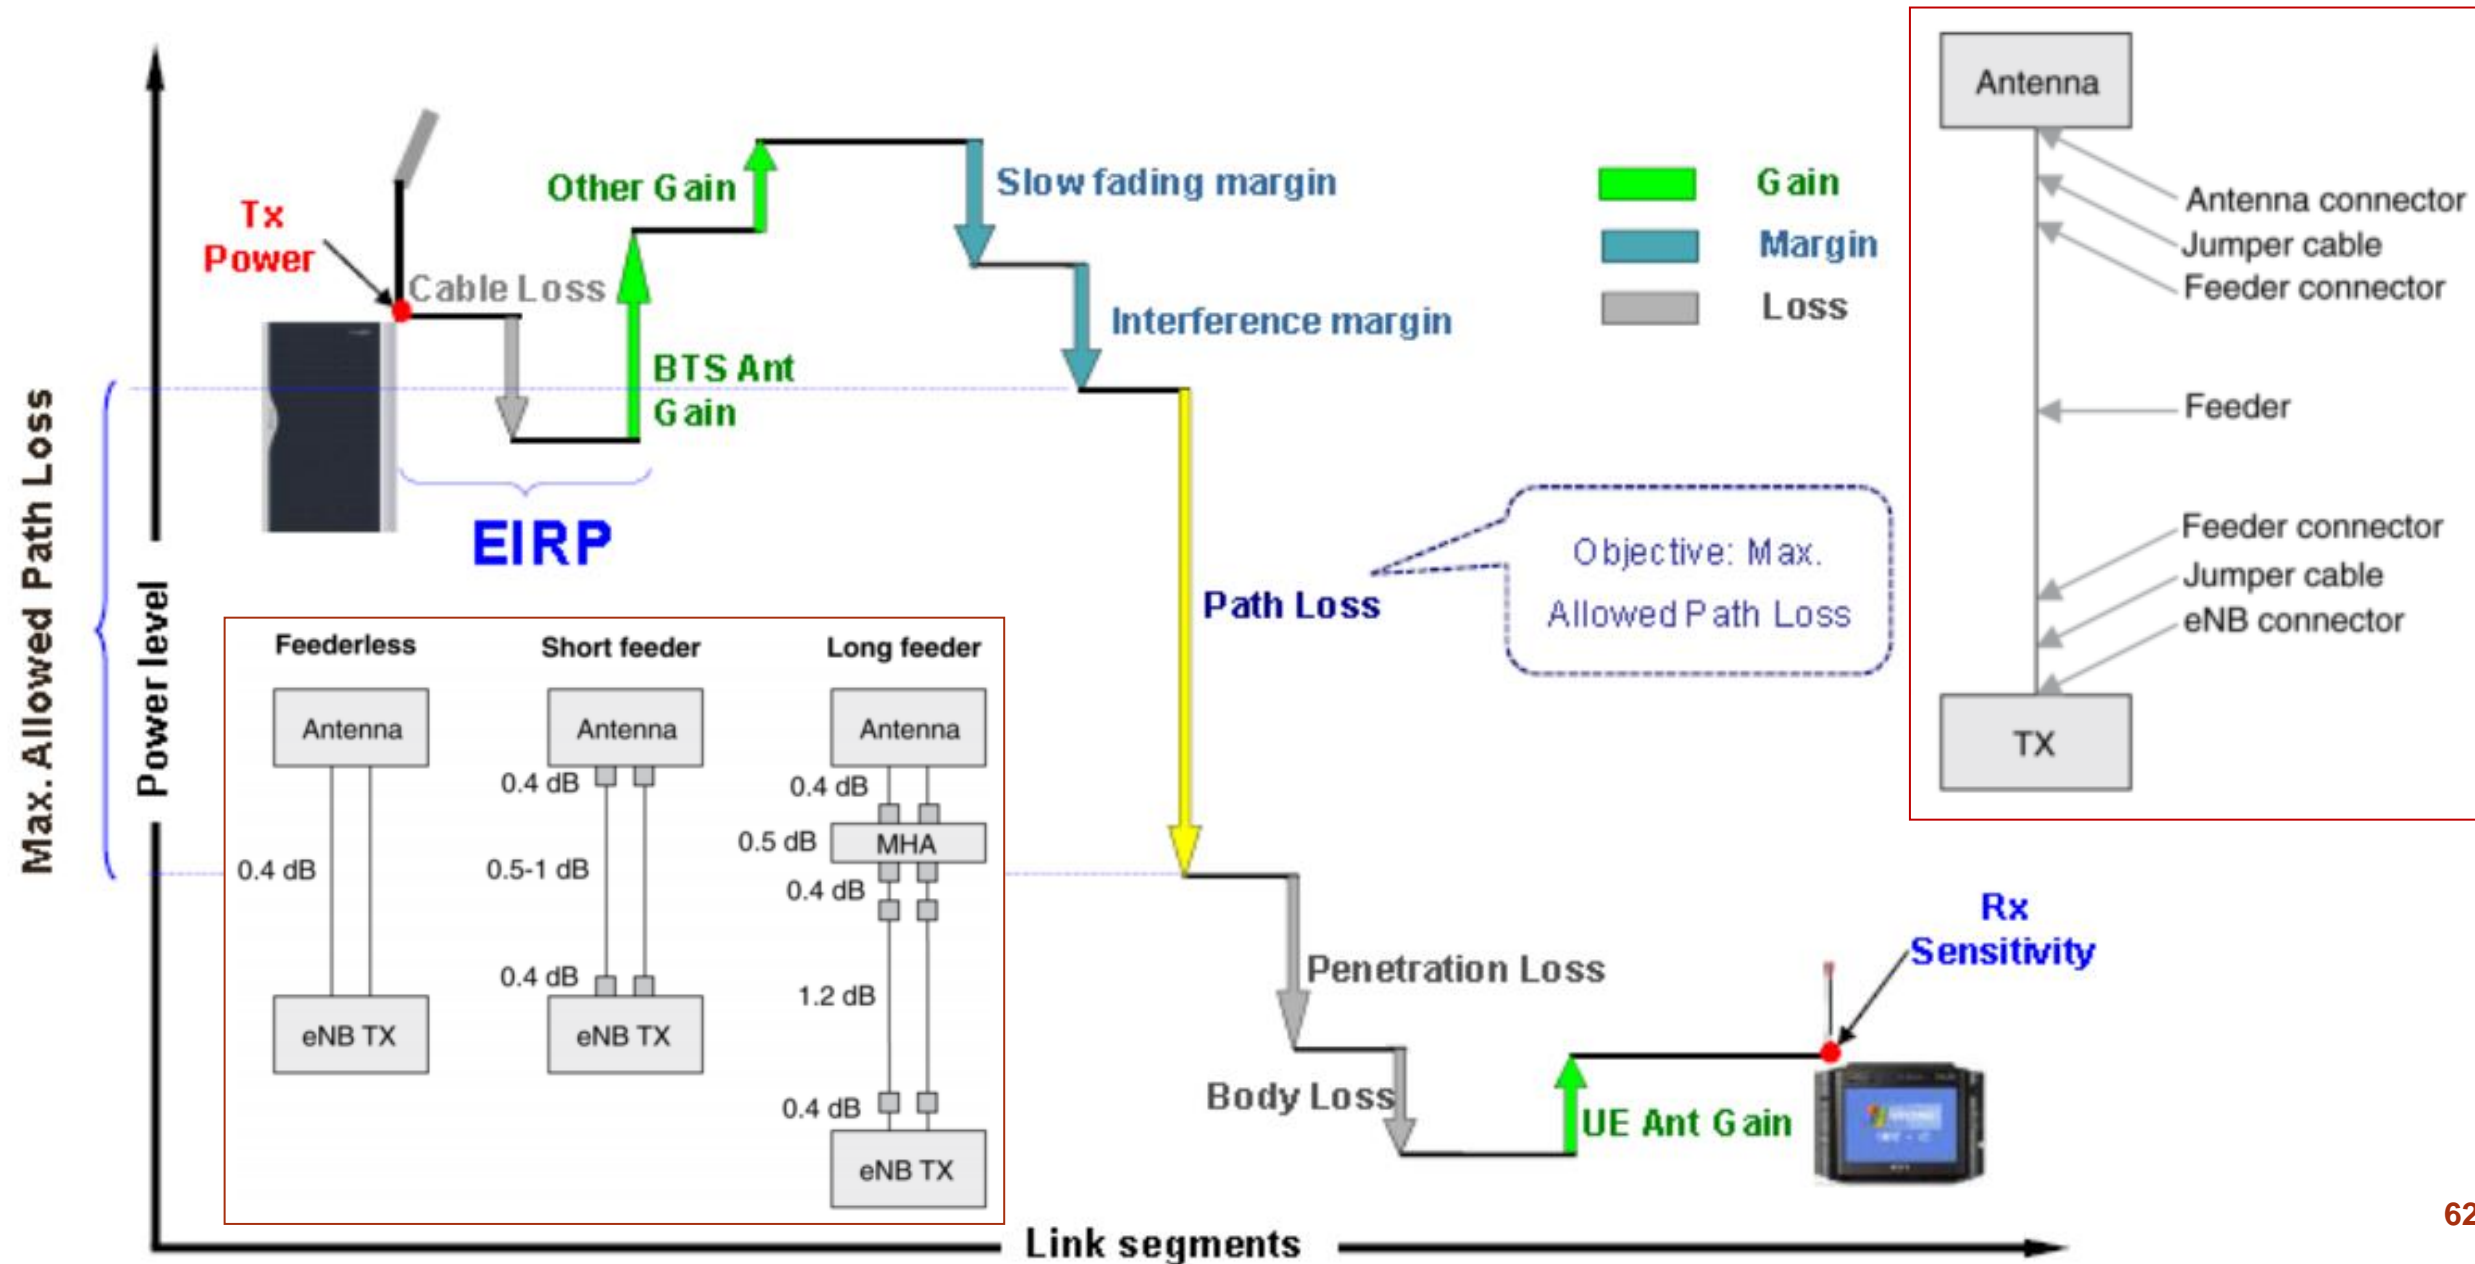 Antenna
Antenna connector
Jumper cable
Feeder connector
Feeder
Feeder connector
Jumper cable
eNB connector
TX
Gain
Margin
Loss
Tx
Power
Cable Loss
Other Gain
BTS Ant
Gain
EIRP
Slow fading margin
Interference margin
Path Loss
Objective: Max.
Allowed Path Loss
Max. Allowed Path Loss
Power level
Feederless
Antenna
0.4 dB
eNB TX
Short feeder
Antenna
0.4 dB
0.5-1 dB
0.4 dB
eNB TX
Long feeder
Antenna
0.4 dB
0.5 dB
MHA
0.4 dB
1.2 dB
0.4 dB
eNB TX
Penetration Loss
Body Loss
UE Ant Gain
Rx
Sensitivity
Link segments
62